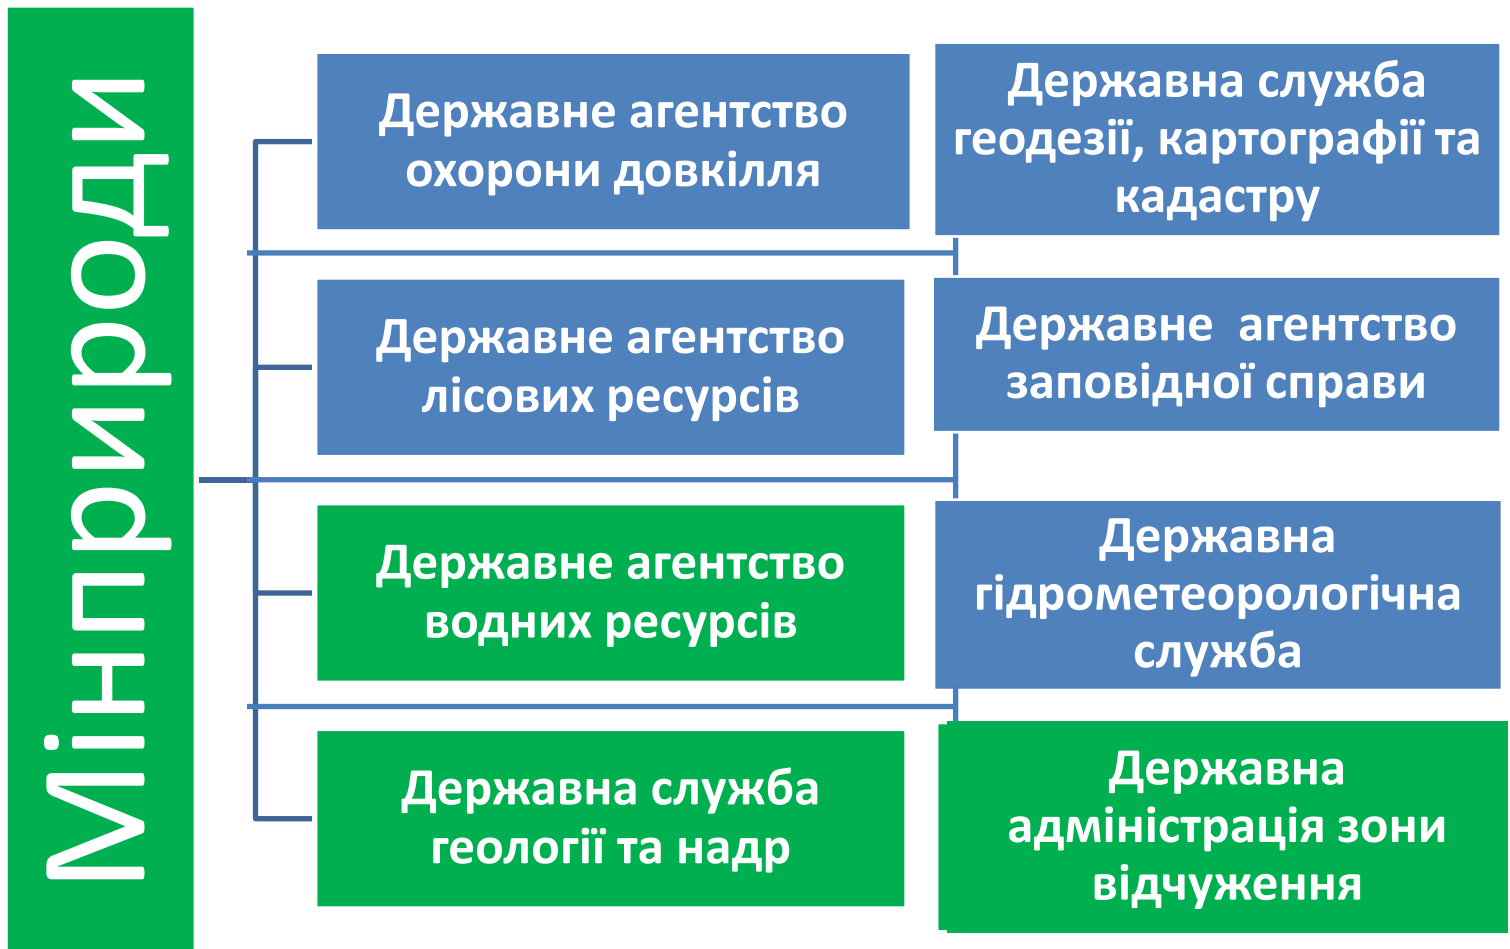 Мінприроди
Державне агентство
охорони довкілля
Державна служба
геодезії, картографії та
кадастру
Державне агентство
лісових ресурсів
Державне агентство
заповідної справи
Державне агентство
водних ресурсів
Державна
гідрометеорологічна
служба
Державна служба
геології та надр
Державна
адміністрація зони
відчуження